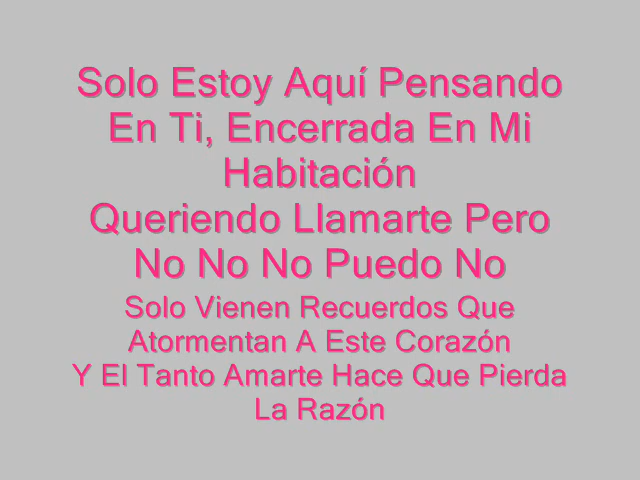 Solo Estoy Aquí Pensando
En Ti, Encerrada En Mi
Habitación
Queriendo Llamarte Pero
No No No Puedo No
Solo Vienen Recuerdos Que
Atormentan A Este Corazón
Y El Tanto Amarte Hace Que Pierda
La Razón